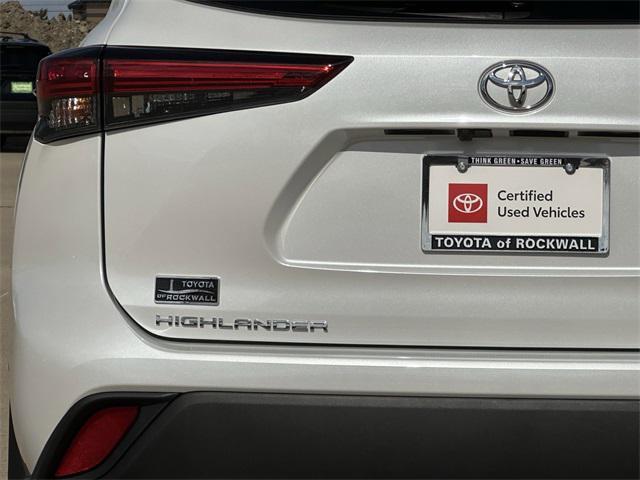 THINK GREEN•SAVE GREEN
Certified
Used Vehicles
TOYOTA of ROCKWALL
TOYOTA
OF ROCKWALL
HIGHLANDER